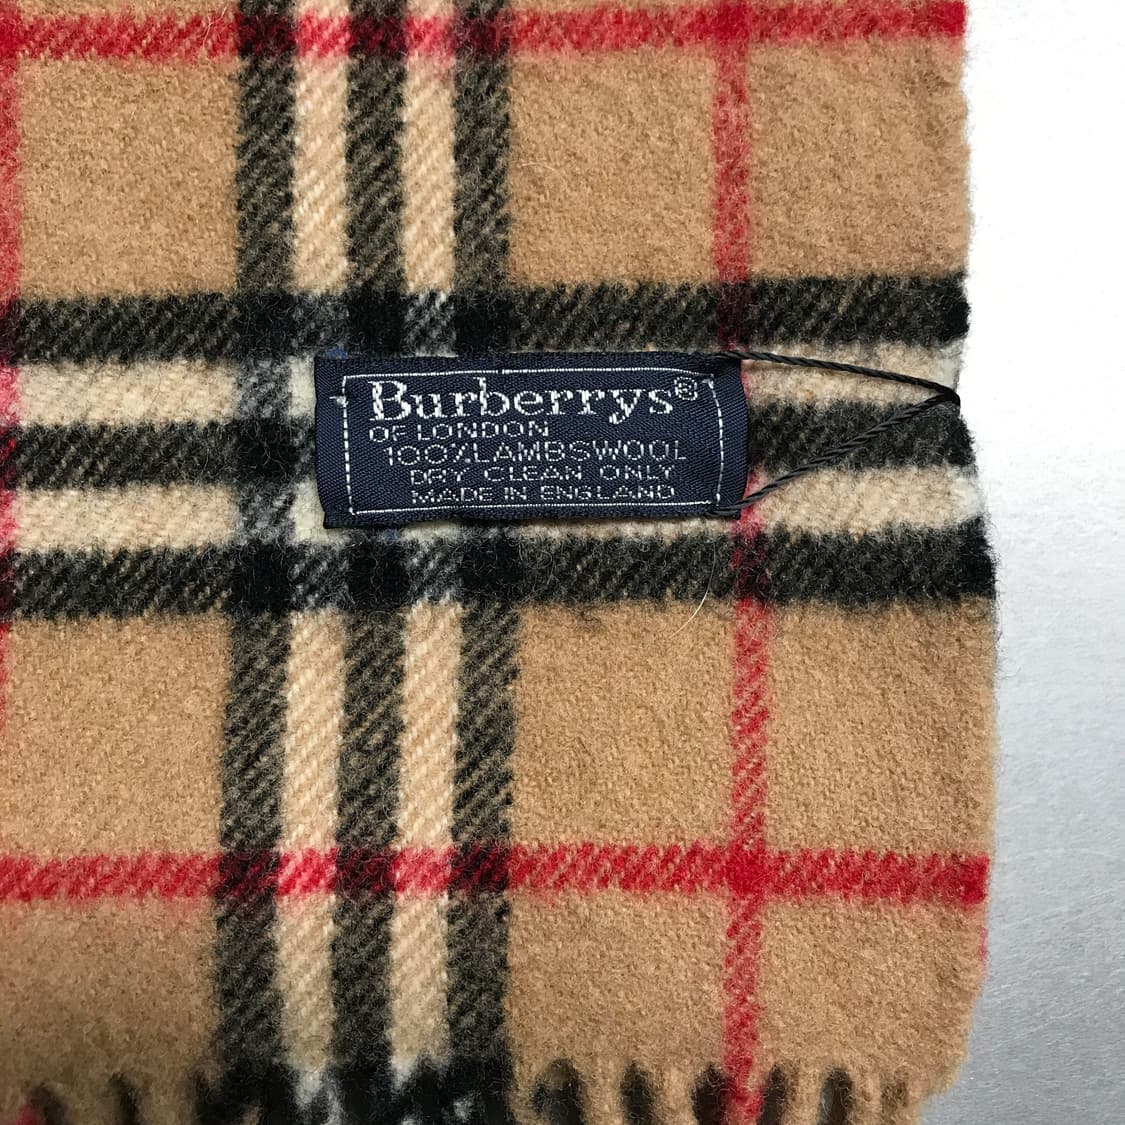 Burberrys®
OF LONDON
100%LAMBSWOOL
DRY CLEAN ONLY
MADE IN ENGLAND